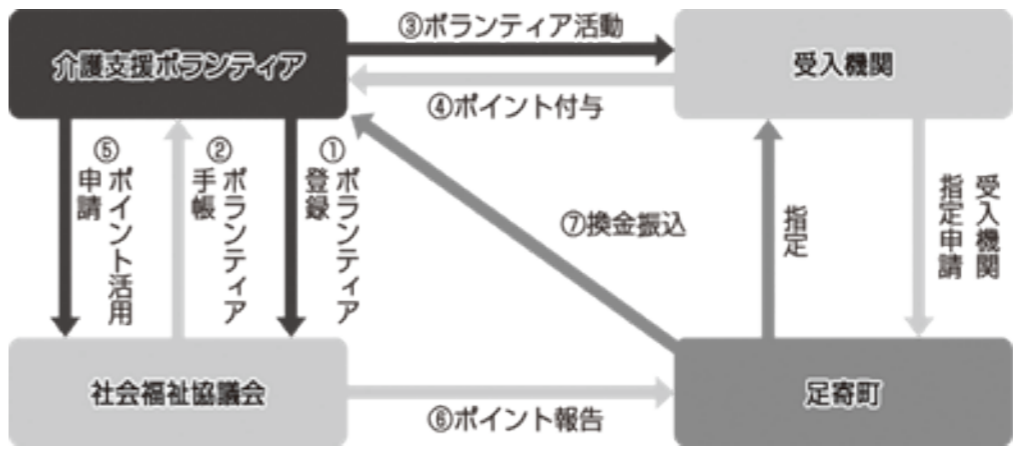 ③ボランティア活動
介護支援ボランティア
受入機関
④ポイント付与
⑤ポイント活用
申請
②ボランティア
手帳
①ボランティア
登録
⑦換金振込
指定
受入機関
指定申請
社会福祉協議会
足寄町
⑥ポイント報告